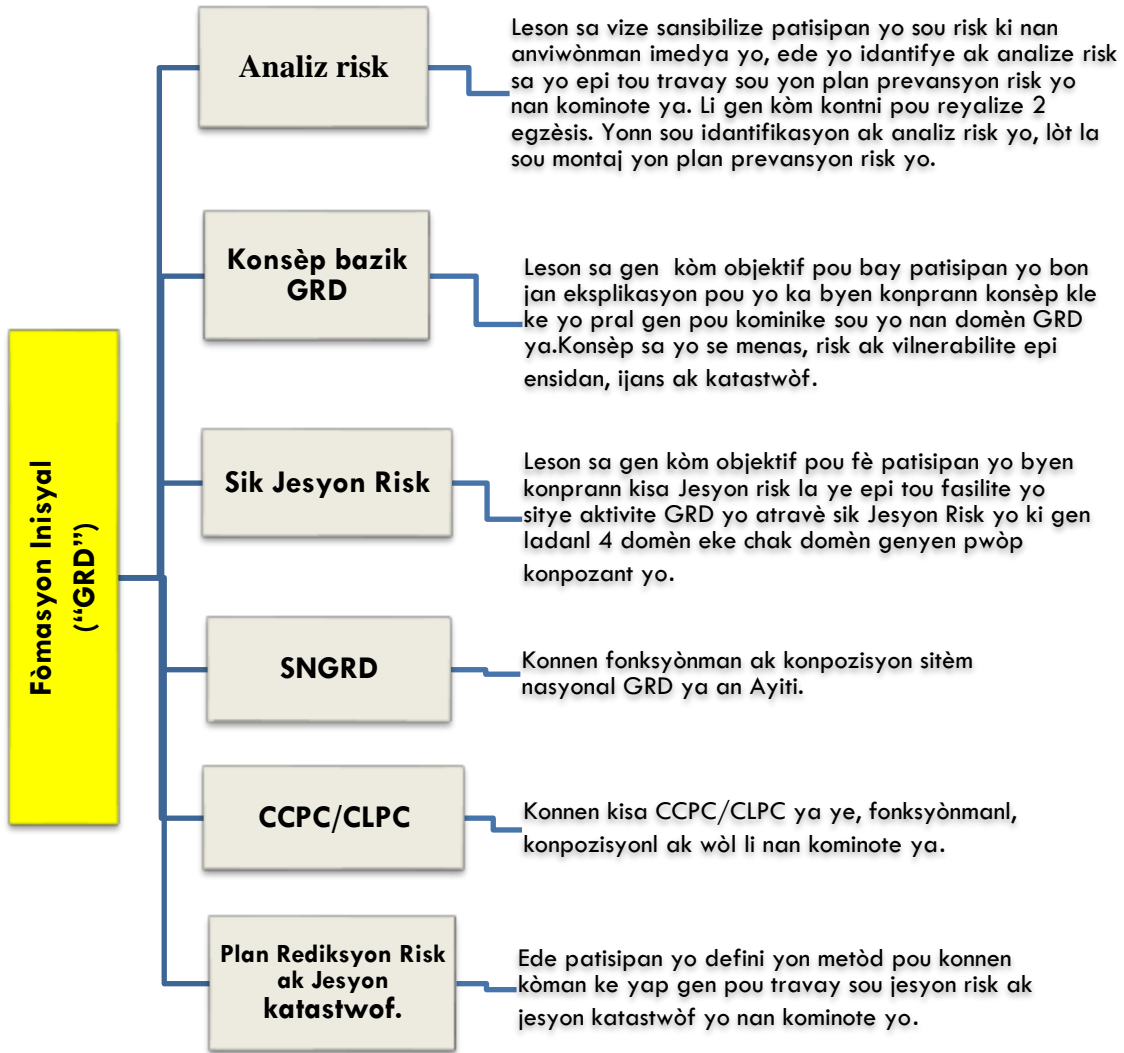 Fòmasyon Inisyal
(“GRD”)
Analiz risk
Leson sa vize sansibilize patisipan yo sou risk ki nan
anviwònman imedya yo, ede yo idantifye ak analize risk
sa yo epi tou travay sou yon plan prevansyon risk yo
nan kominote ya. Li gen kòm kontni pou reyalize 2
egzèsis. Yonn sou idantifikasyon ak analiz risk yo, lòt la
sou montaj yon plan prevansyon risk yo.
Konsèp bazik
GRD
Leson sa gen kòm objektif pou bay patisipan yo bon
jan eksplikasyon pou yo ka byen konprann konsèp kle
ke yo pral gen pou kominike sou yo nan domèn GRD
ya.Konsèp sa yo se menas, risk ak vilnerabilite epi
ensidan, ijans ak katastwòf.
Sik Jesyon Risk
Leson sa gen kòm objektif pou fè patisipan yo byen
konprann kisa Jesyon risk la ye epi tou fasilite yo
sitye aktivite GRD yo atravè sik Jesyon Risk yo ki gen
ladanl 4 domèn eke chak domèn genyen pwòp
konpozant yo.
SNGRD
Konnen fonksyònman ak konpozisyon sitèm
nasyonal GRD ya an Ayiti.
CCPC/CLPC
Konnen kisa CCPC/CLPC ya ye, fonksyònmanl,
konpozisyonl ak wòl li nan kominote ya.
Plan Rediksyon Risk
ak Jesyon
katastwof.
Ede patisipan yo defini yon metòd pou konnen
kòman ke yap gen pou travay sou jesyon risk ak
jesyon katastwòf yo nan kominote yo.